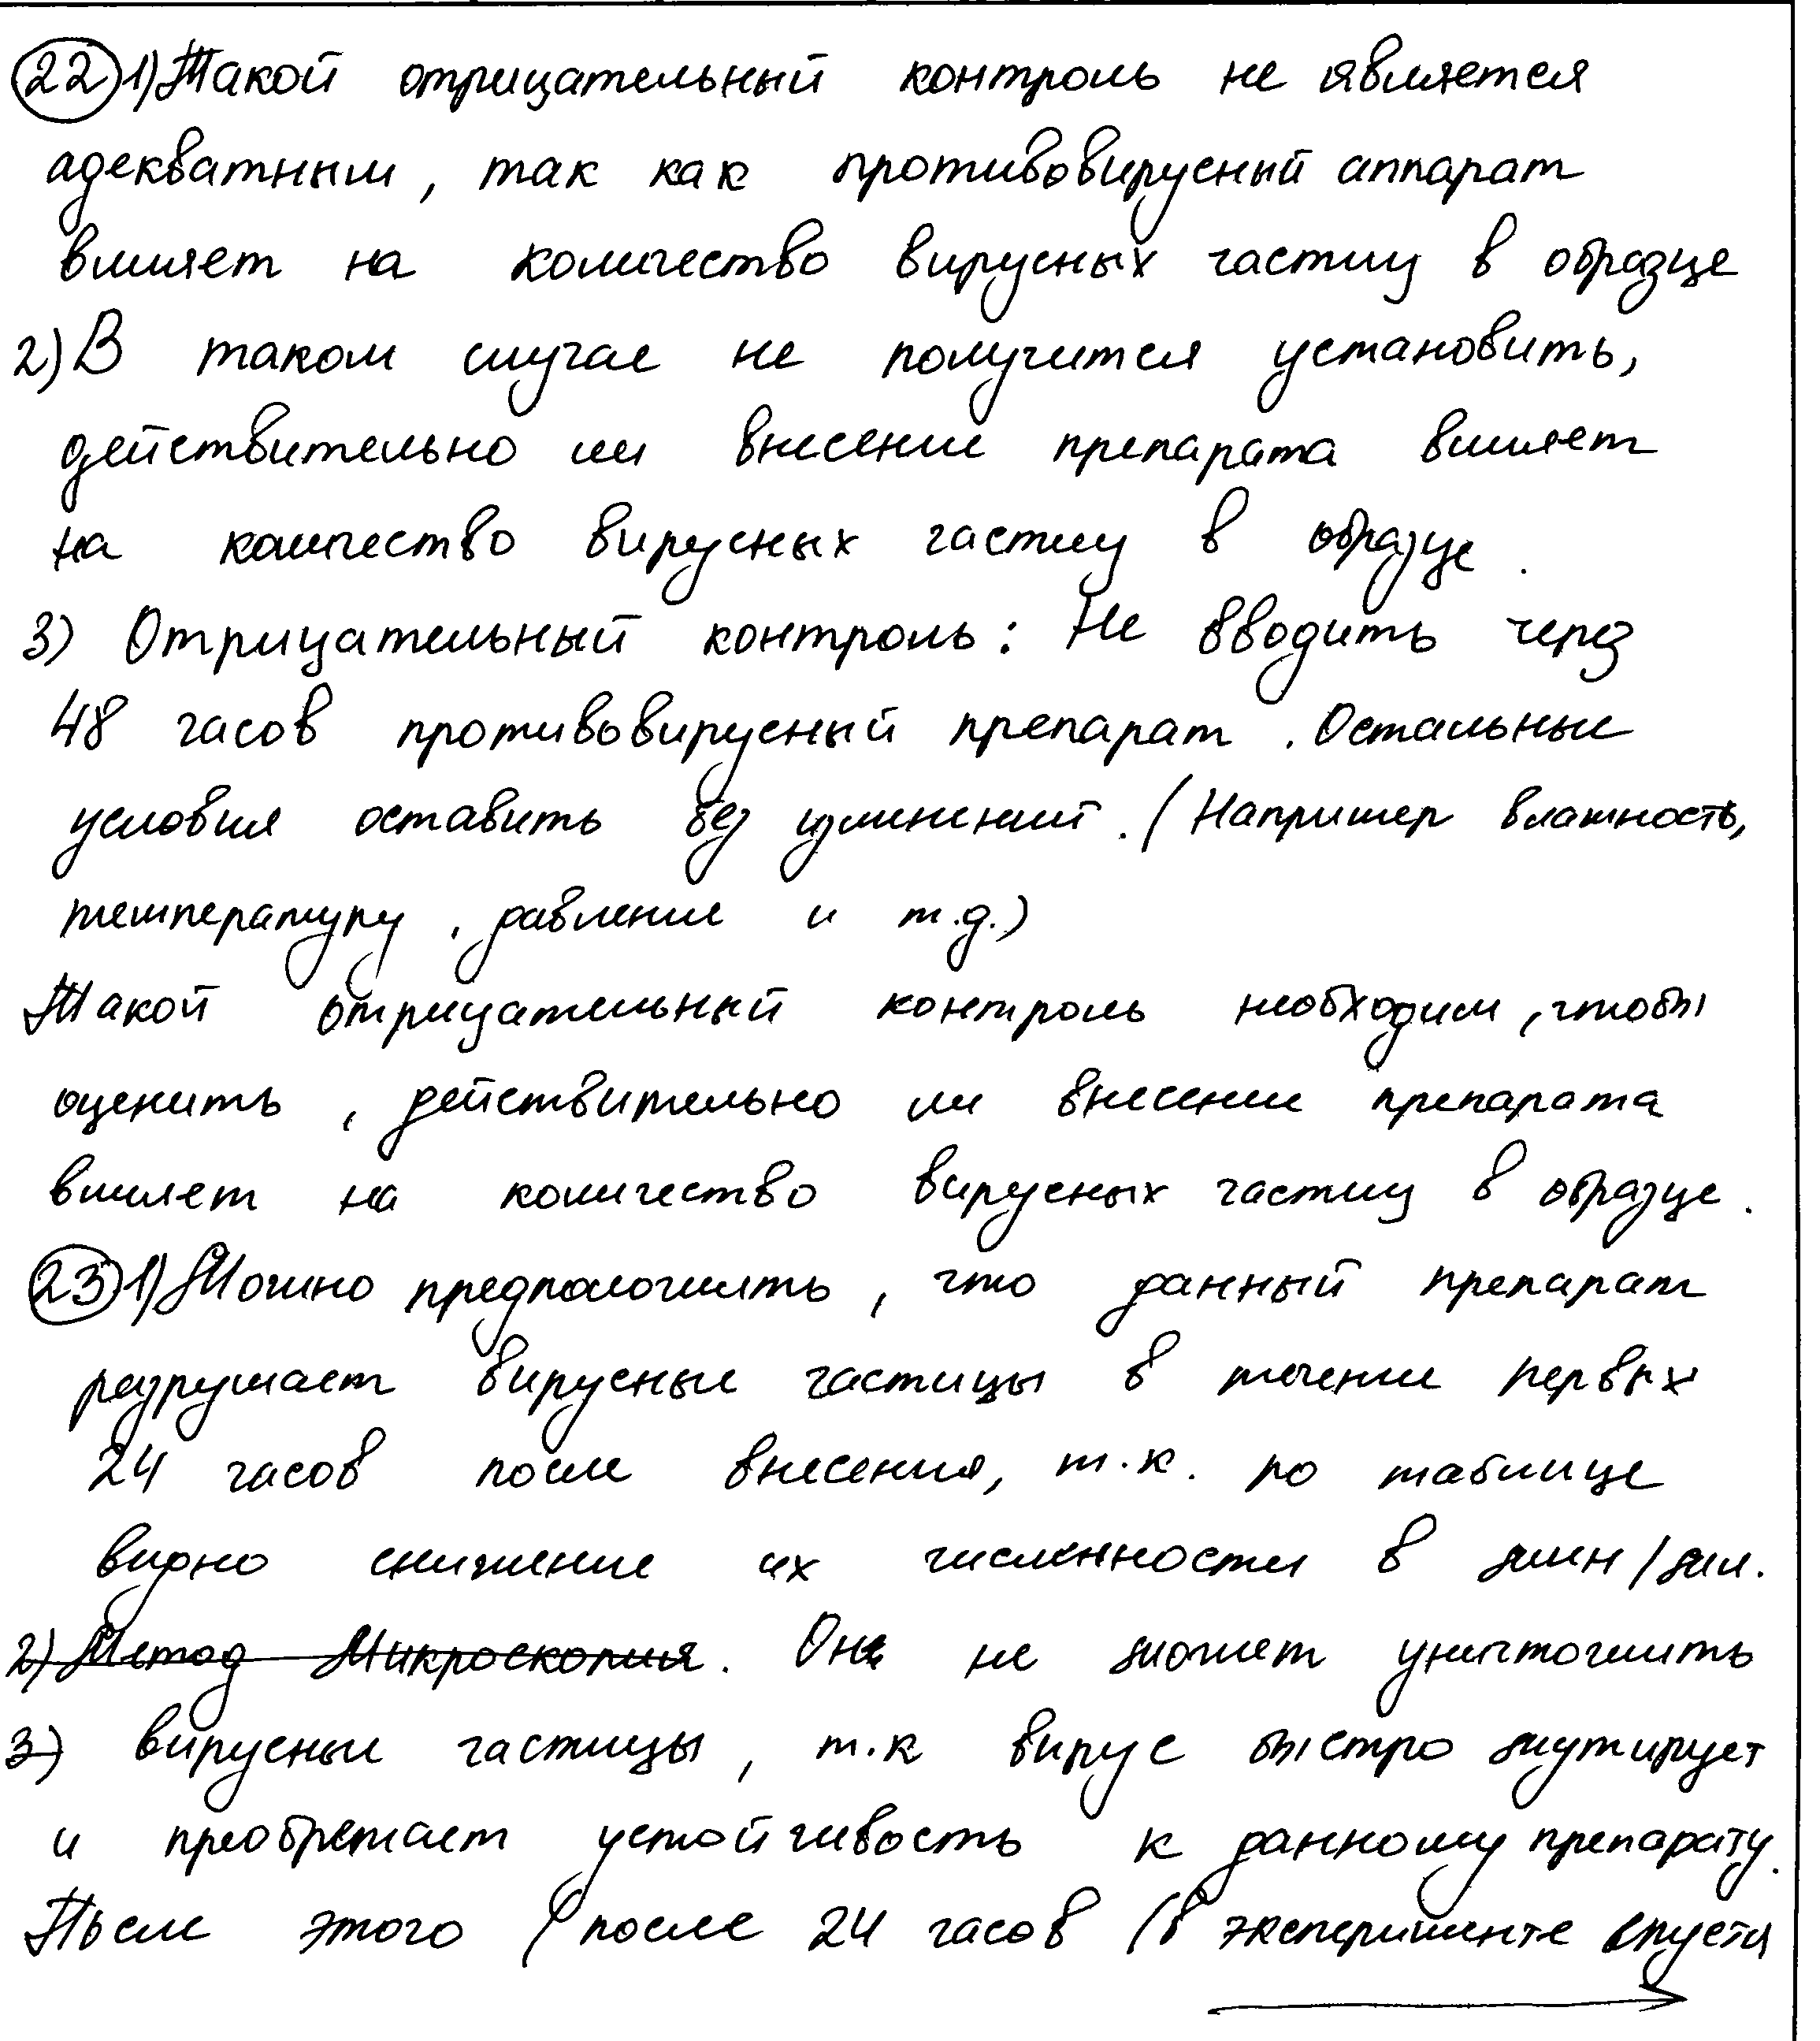 22 1) Такой отрицательный контроль не является
адекватным, так как противовирусный аппарат
влияет на количество вирусных частиц в образце
2) В таком случае не получится установить,
действительно ли внесение препарата влияет
на количество вирусных частиц в образце.
3) Отрицательный контроль: Не вводить через
48 часов противовирусный препарат. Остальные
условия оставить без изменений. (Например влажность,
температуру, давление и т.д.)
Такой отрицательный контроль необходим, чтобы
оценить, действительно ли внесение препарата
влияет на количество вирусных частиц в образце.
23 1) Можно предположить, что данный препарат
разрушает вирусные частицы в течение первых
24 часов после внесения, т.к. по таблице
видно снижение их численности в млн/мл.
2) Метод Микроскопия. Он не может уничтожить
3) вирусные частицы, т.к вирус быстро мутирует
и преобретает устойчивость к данному препарату.
После этого (после 24 часов (в эксперименте спустя